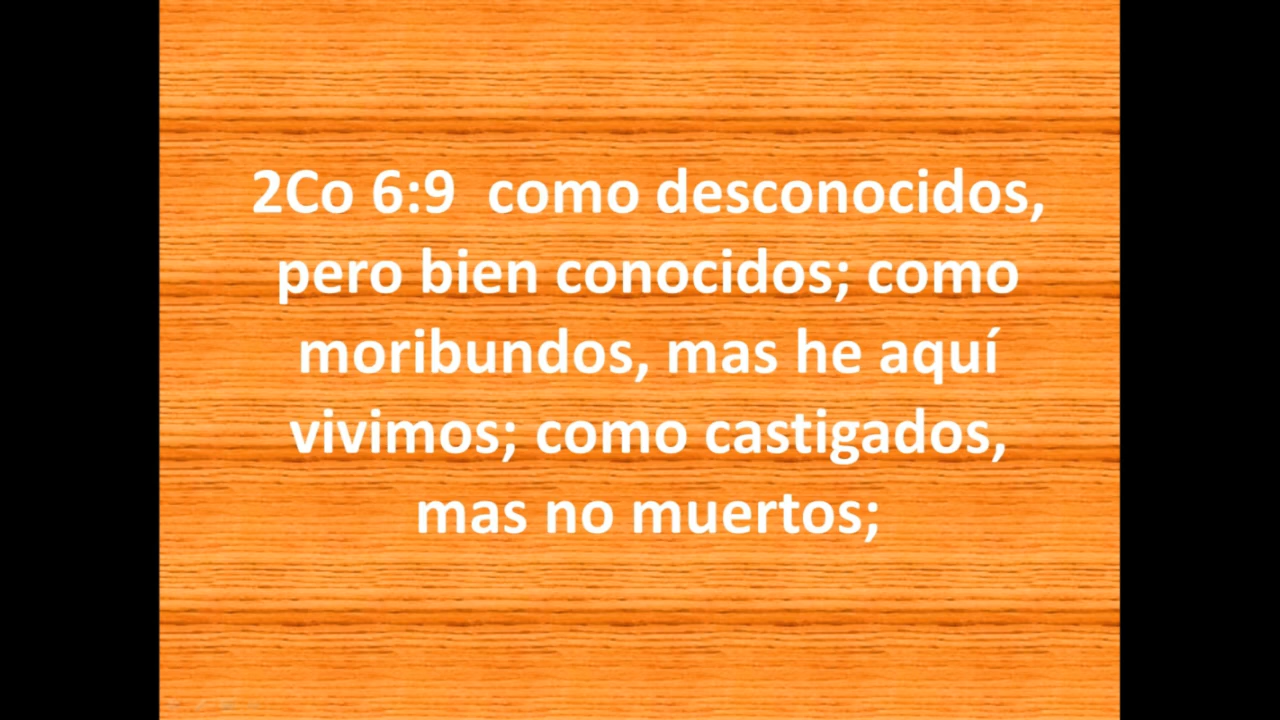 2Co 6:9  como desconocidos,
pero bien conocidos; como
moribundos, mas he aquí
vivimos; como castigados,
mas no muertos;